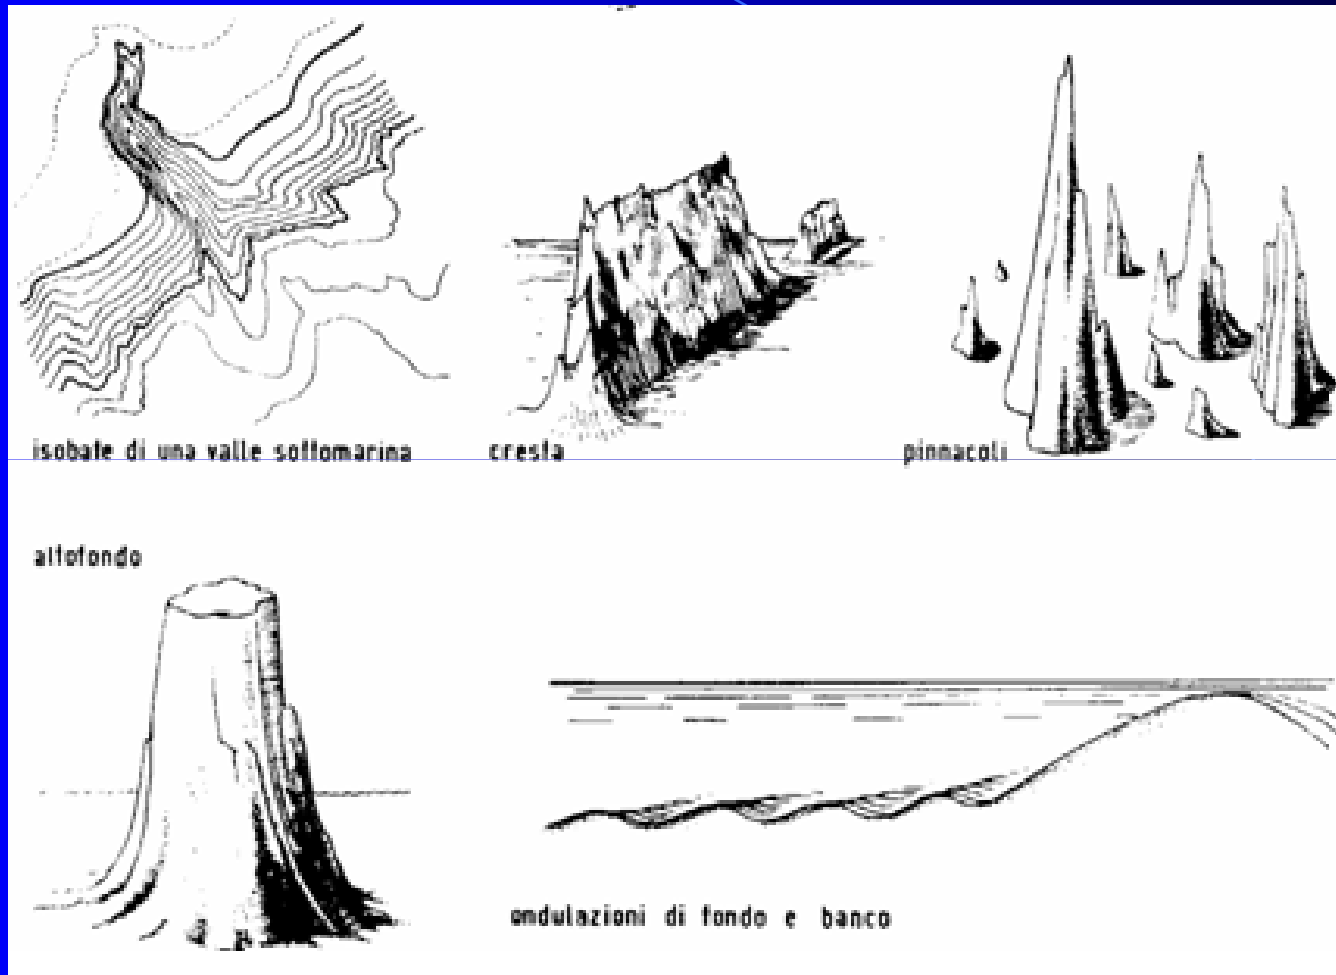 isobate di una valle sottomarina
cresta
pinnacoli
altofondo
ondulazioni di fondo e banco